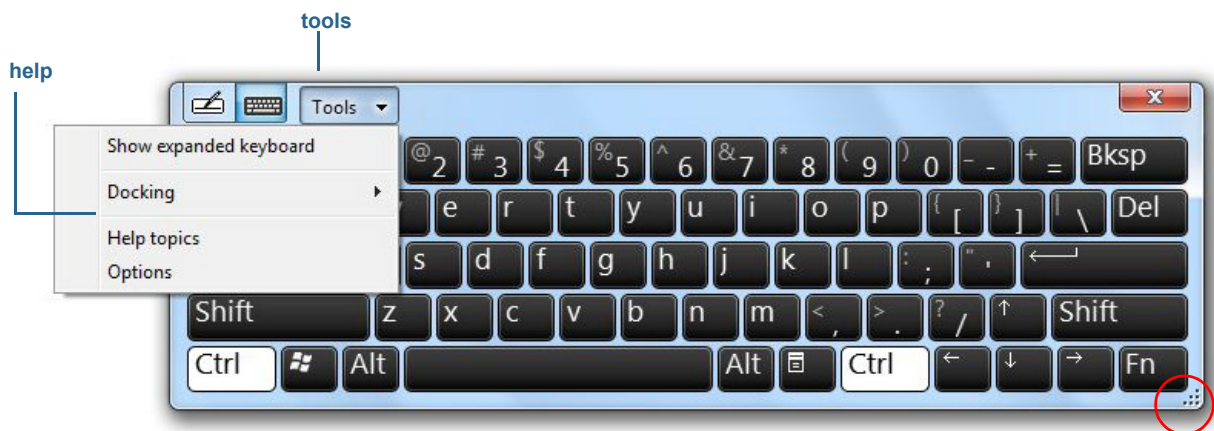 tools
help
Tools
Show expanded keyboard
Docking
Help topics
Options
@ 2 # 3 $ 4 % 5 ^ 6 & 7 * 8 ( 9 ) 0 - - + = Bksp
e r t y u i o p { [ } ] | \ Del
s d f g h j k l : ; " '
Shift z x c v b n m < , > . ? / ↑ Shift
Ctrl Alt Alt Ctrl ← ↓ → Fn